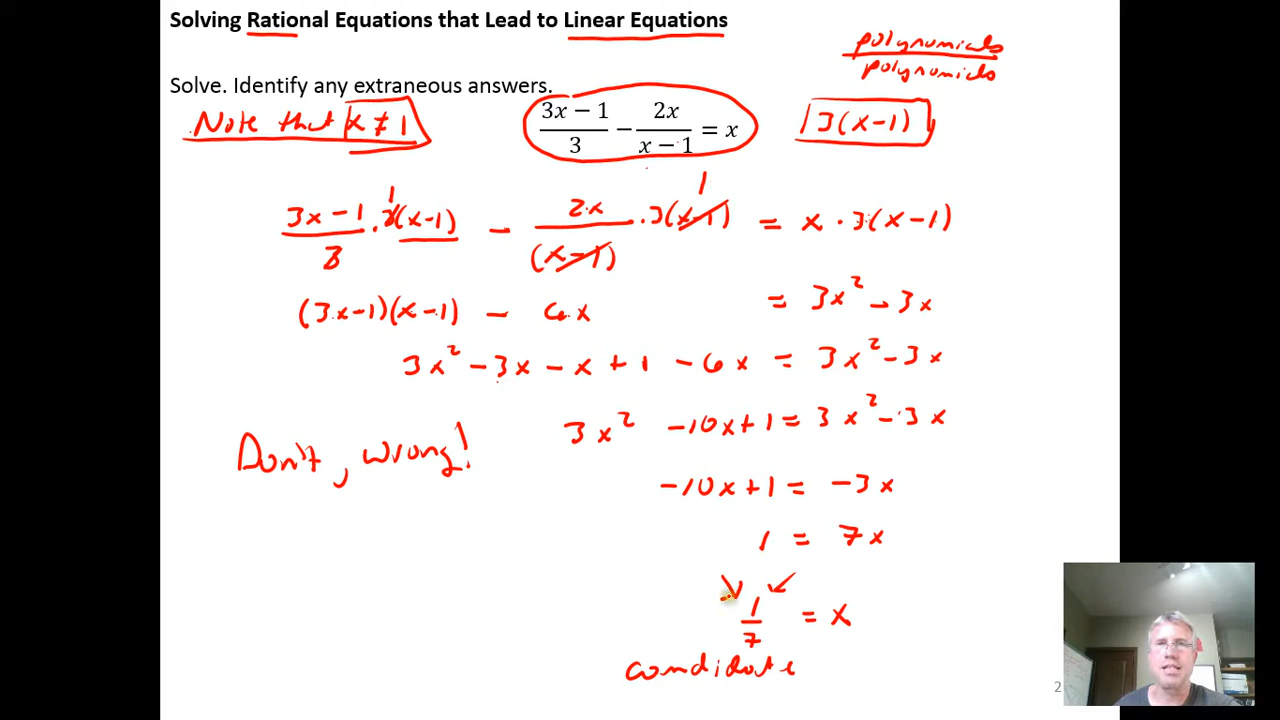 Solving Rational Equations that Lead to Linear Equations
polynomials
polynomials
Solve. Identify any extraneous answers.
Note that x ≠ 1
(3x − 1)/3 − 2x/(x − 1) = x
3(x-1)
(3x-1)/3 · 3(x-1) - 2x/(x-1) · 3(x-1) = x · 3(x-1)
1
1
(3x-1)(x-1) - 6x = 3x² - 3x
3x² - 3x - x + 1 - 6x = 3x² - 3x
3x² -10x+1 = 3x² - 3x
Don't, wrong!
-10x+1 = -3x
1 = 7x
1/7 = x
candidate
2